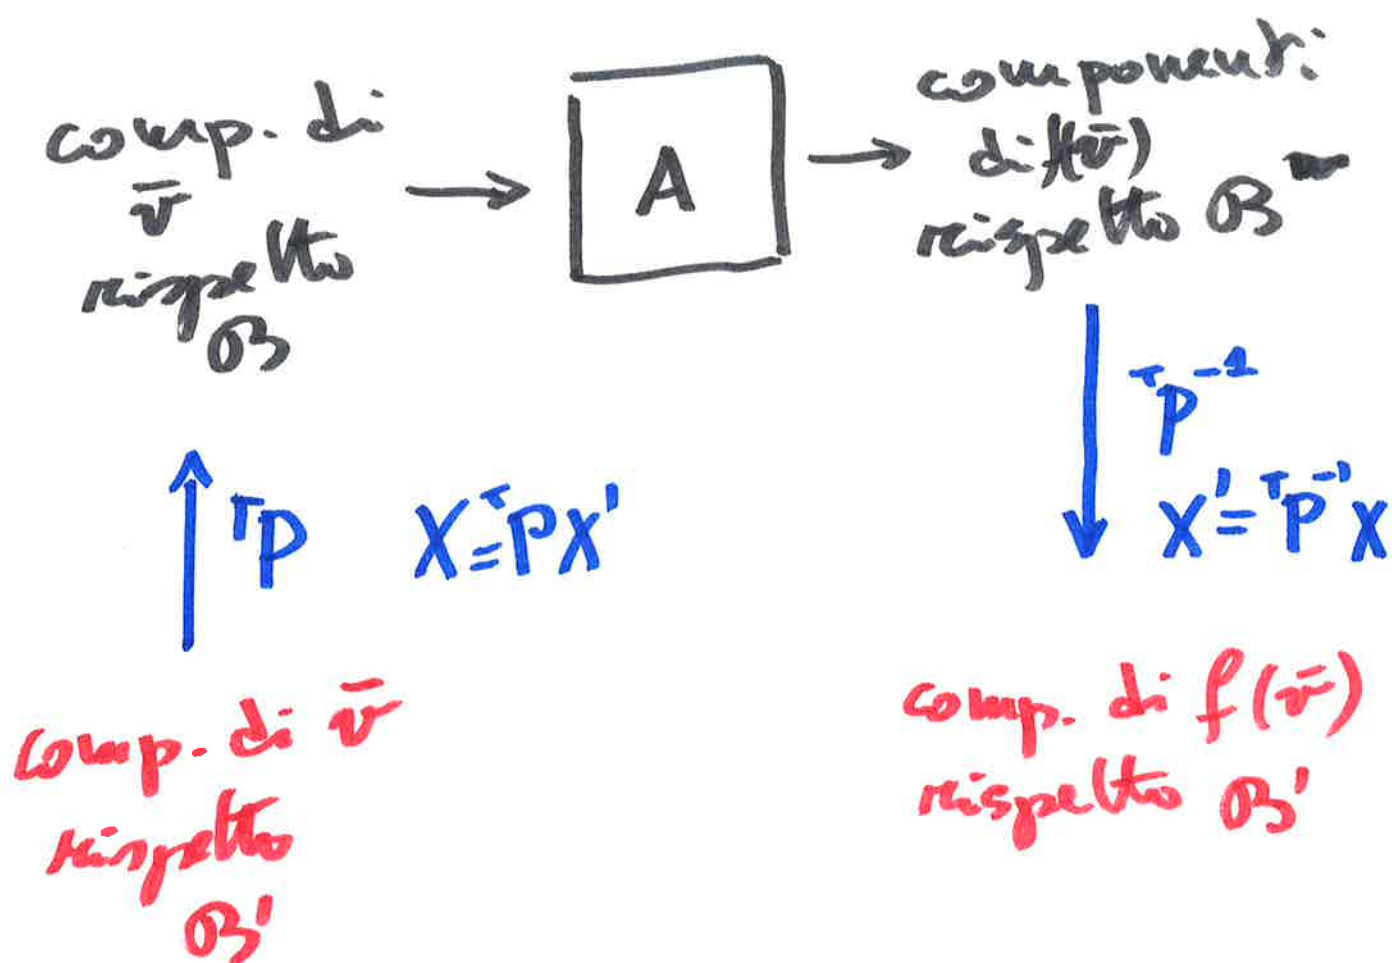 comp. di
v̄
rispetto
B
A
componenti
di f(v̄)
rispetto B
ᵀP
X=ᵀPX'
ᵀP⁻¹
X'=ᵀP⁻¹X
comp. di v̄
rispetto
B'
comp. di f(v̄)
rispetto B'